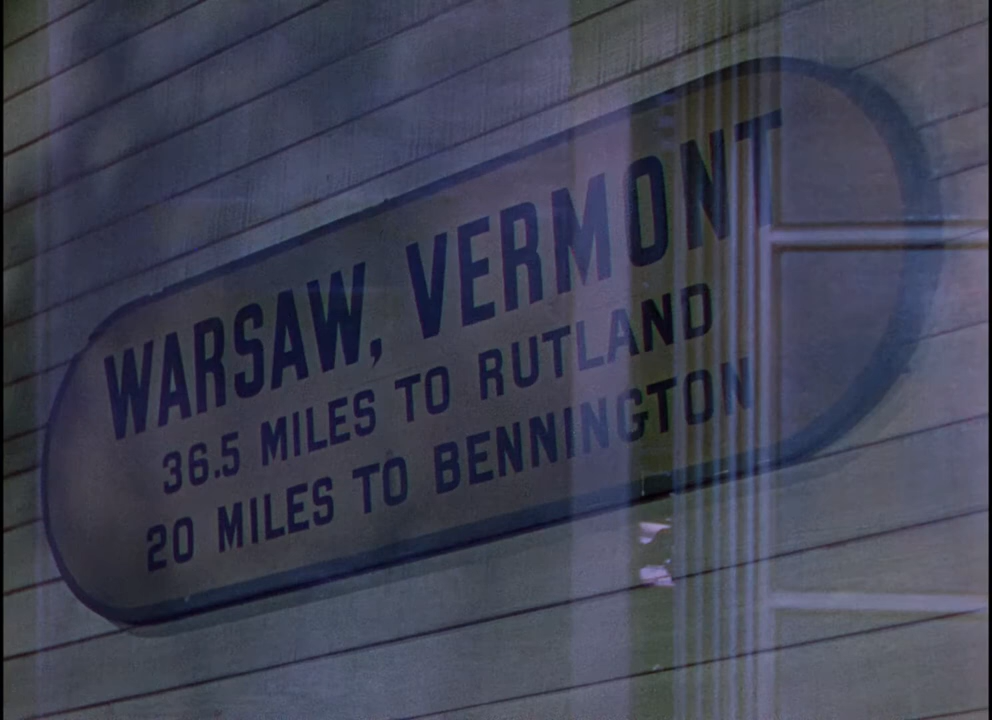 WARSAW, VERMONT
36.5 MILES TO RUTLAND
20 MILES TO BENNINGTON